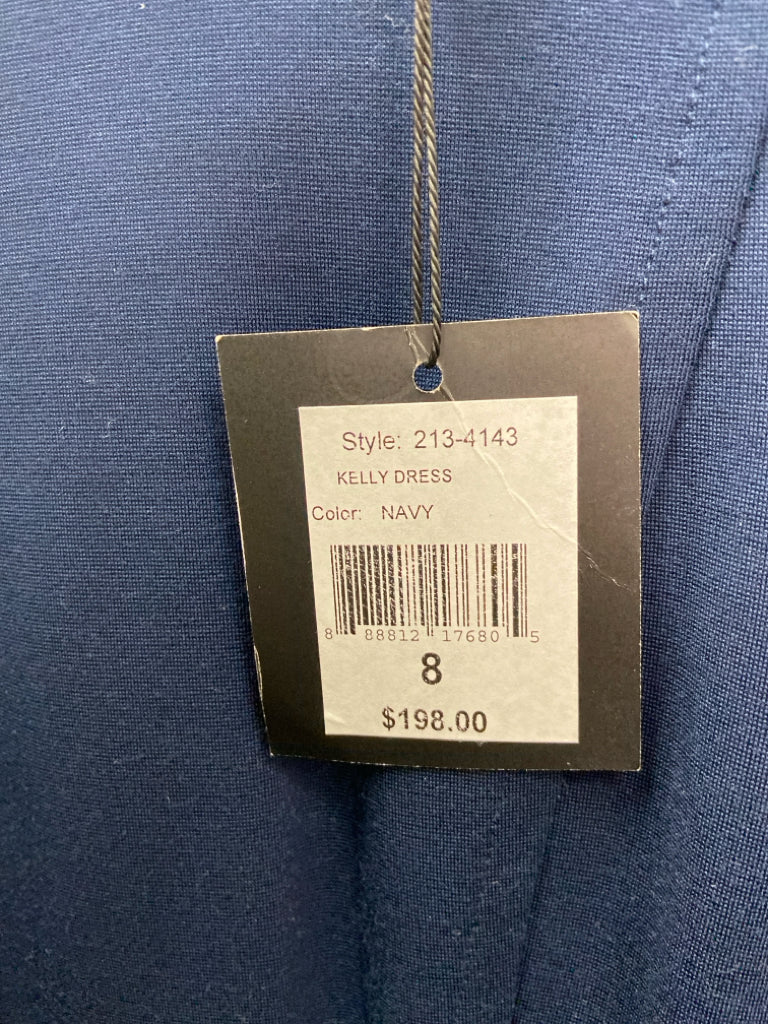 Style: 213-4143
KELLY DRESS
Color: NAVY
8 88812 17680 5
8
$198.00